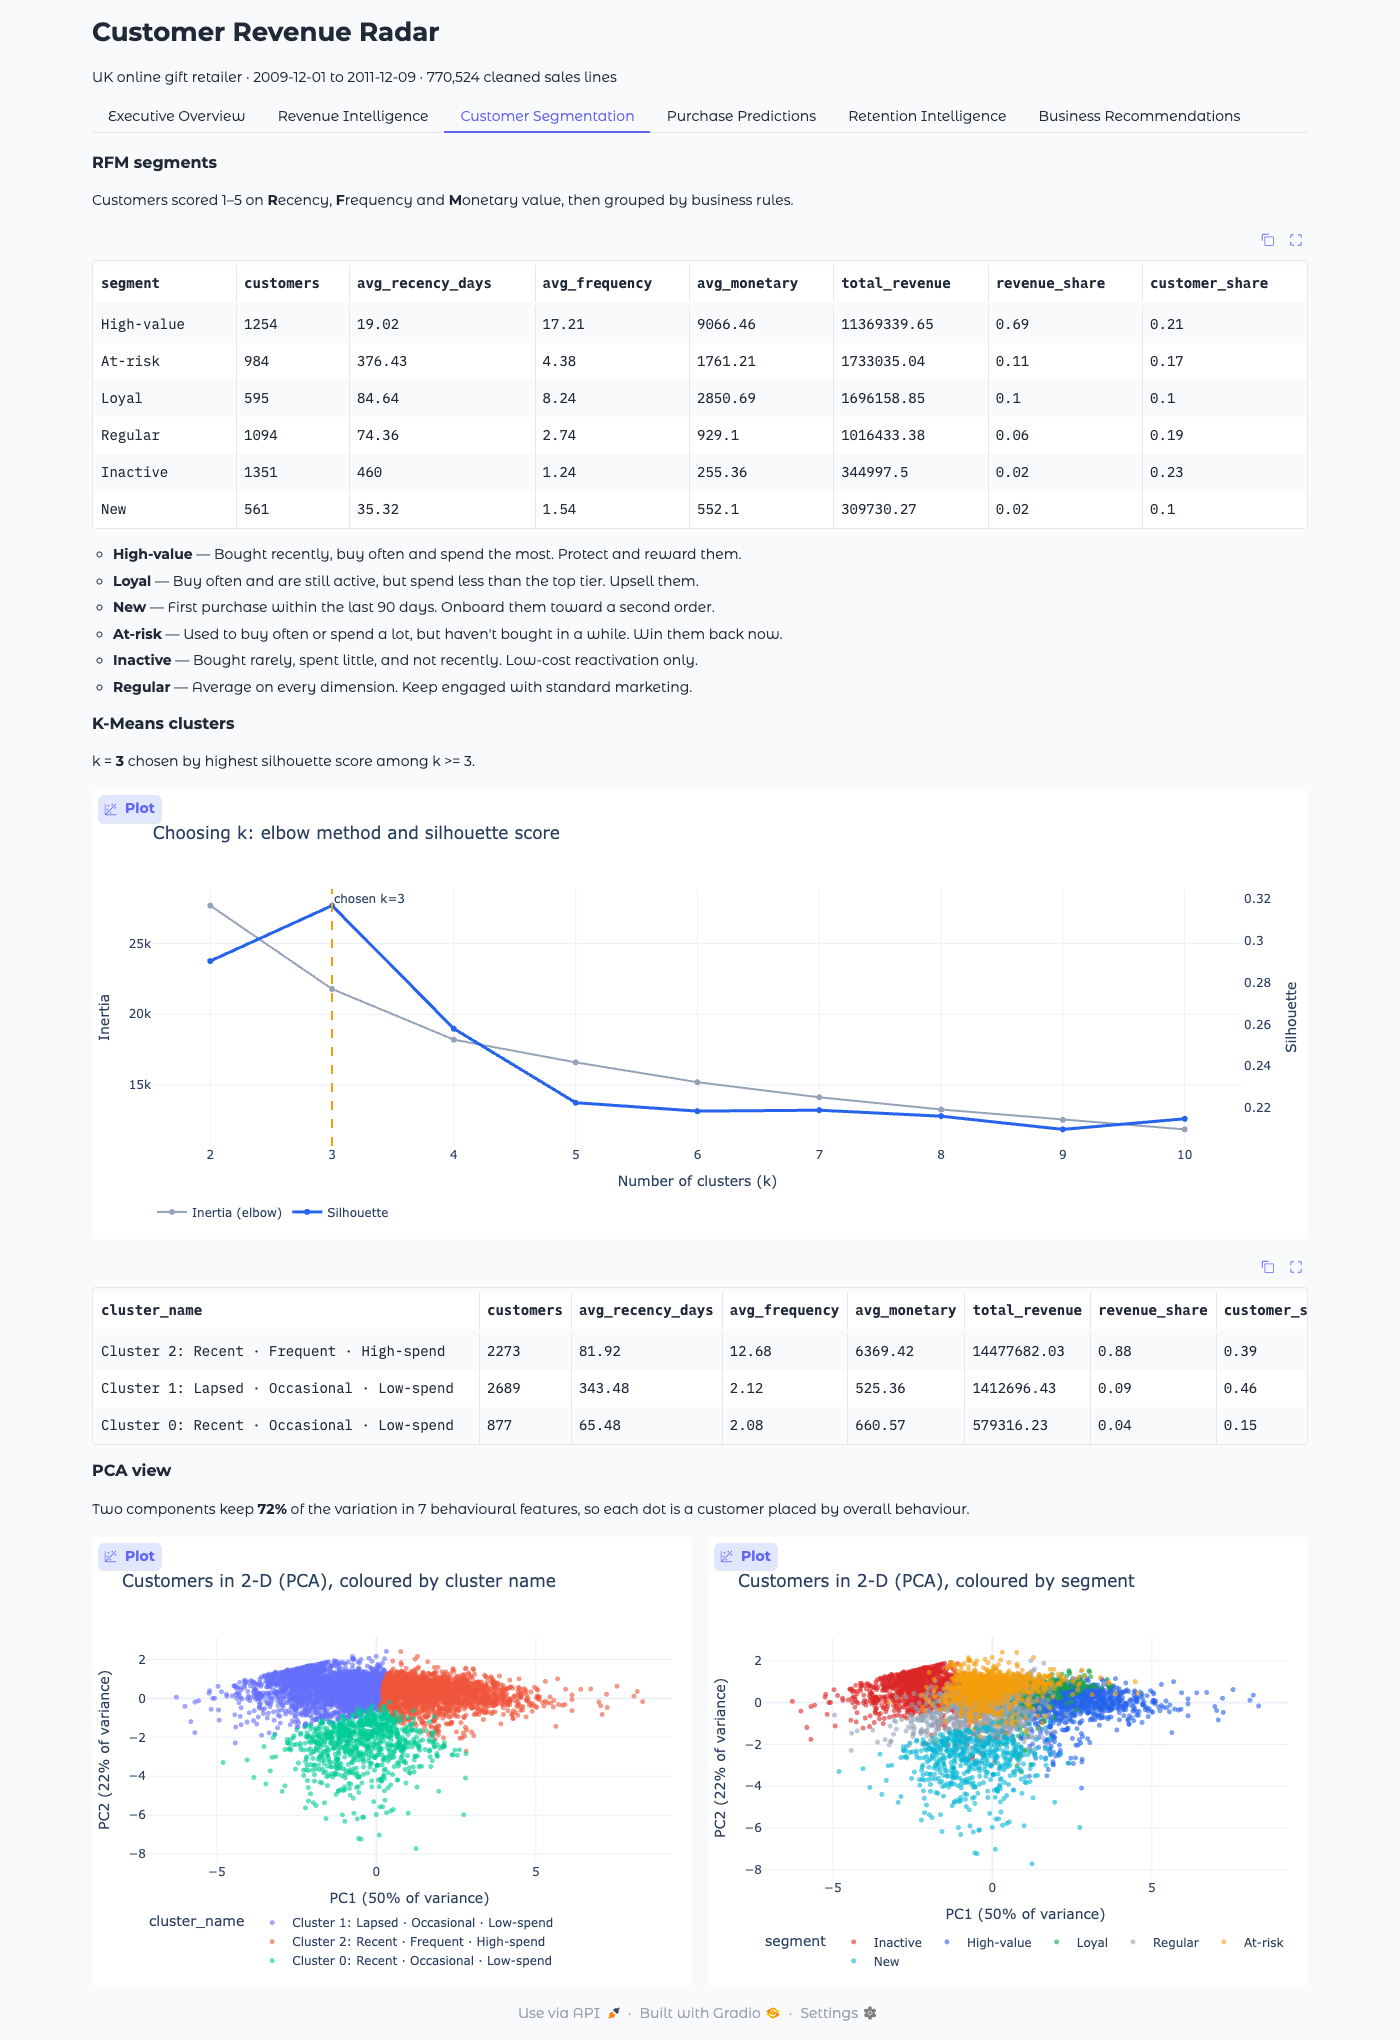 Customer Revenue Radar
UK online gift retailer · 2009-12-01 to 2011-12-09 · 770,524 cleaned sales lines
Executive Overview Revenue Intelligence Customer Segmentation Purchase Predictions Retention Intelligence Business Recommendations
RFM segments
Customers scored 1–5 on Recency, Frequency and Monetary value, then grouped by business rules.
segment customers avg_recency_days avg_frequency avg_monetary total_revenue revenue_share customer_share
High-value 1254 19.02 17.21 9066.46 11369339.65 0.69 0.21
At-risk 984 376.43 4.38 1761.21 1733035.04 0.11 0.17
Loyal 595 84.64 8.24 2850.69 1696158.85 0.1 0.1
Regular 1094 74.36 2.74 929.1 1016433.38 0.06 0.19
Inactive 1351 460 1.24 255.36 344997.5 0.02 0.23
New 561 35.32 1.54 552.1 309730.27 0.02 0.1
High-value — Bought recently, buy often and spend the most. Protect and reward them.
Loyal — Buy often and are still active, but spend less than the top tier. Upsell them.
New — First purchase within the last 90 days. Onboard them toward a second order.
At-risk — Used to buy often or spend a lot, but haven't bought in a while. Win them back now.
Inactive — Bought rarely, spent little, and not recently. Low-cost reactivation only.
Regular — Average on every dimension. Keep engaged with standard marketing.
K-Means clusters
k = 3 chosen by highest silhouette score among k >= 3.
Plot
Choosing k: elbow method and silhouette score
chosen k=3
25k
20k
15k
Inertia
0.32
0.3
0.28
0.26
0.24
0.22
Silhouette
2 3 4 5 6 7 8 9 10
Number of clusters (k)
Inertia (elbow) Silhouette
cluster_name customers avg_recency_days avg_frequency avg_monetary total_revenue revenue_share customer_s
Cluster 2: Recent · Frequent · High-spend 2273 81.92 12.68 6369.42 14477682.03 0.88 0.39
Cluster 1: Lapsed · Occasional · Low-spend 2689 343.48 2.12 525.36 1412696.43 0.09 0.46
Cluster 0: Recent · Occasional · Low-spend 877 65.48 2.08 660.57 579316.23 0.04 0.15
PCA view
Two components keep 72% of the variation in 7 behavioural features, so each dot is a customer placed by overall behaviour.
Plot
Customers in 2-D (PCA), coloured by cluster name
2
0
−2
−4
−6
−8
PC2 (22% of variance)
−5 0 5
PC1 (50% of variance)
cluster_name
Cluster 1: Lapsed · Occasional · Low-spend
Cluster 2: Recent · Frequent · High-spend
Cluster 0: Recent · Occasional · Low-spend
Plot
Customers in 2-D (PCA), coloured by segment
2
0
−2
−4
−6
−8
PC2 (22% of variance)
−5 0 5
PC1 (50% of variance)
segment Inactive High-value Loyal Regular At-risk
New
Use via API · Built with Gradio · Settings